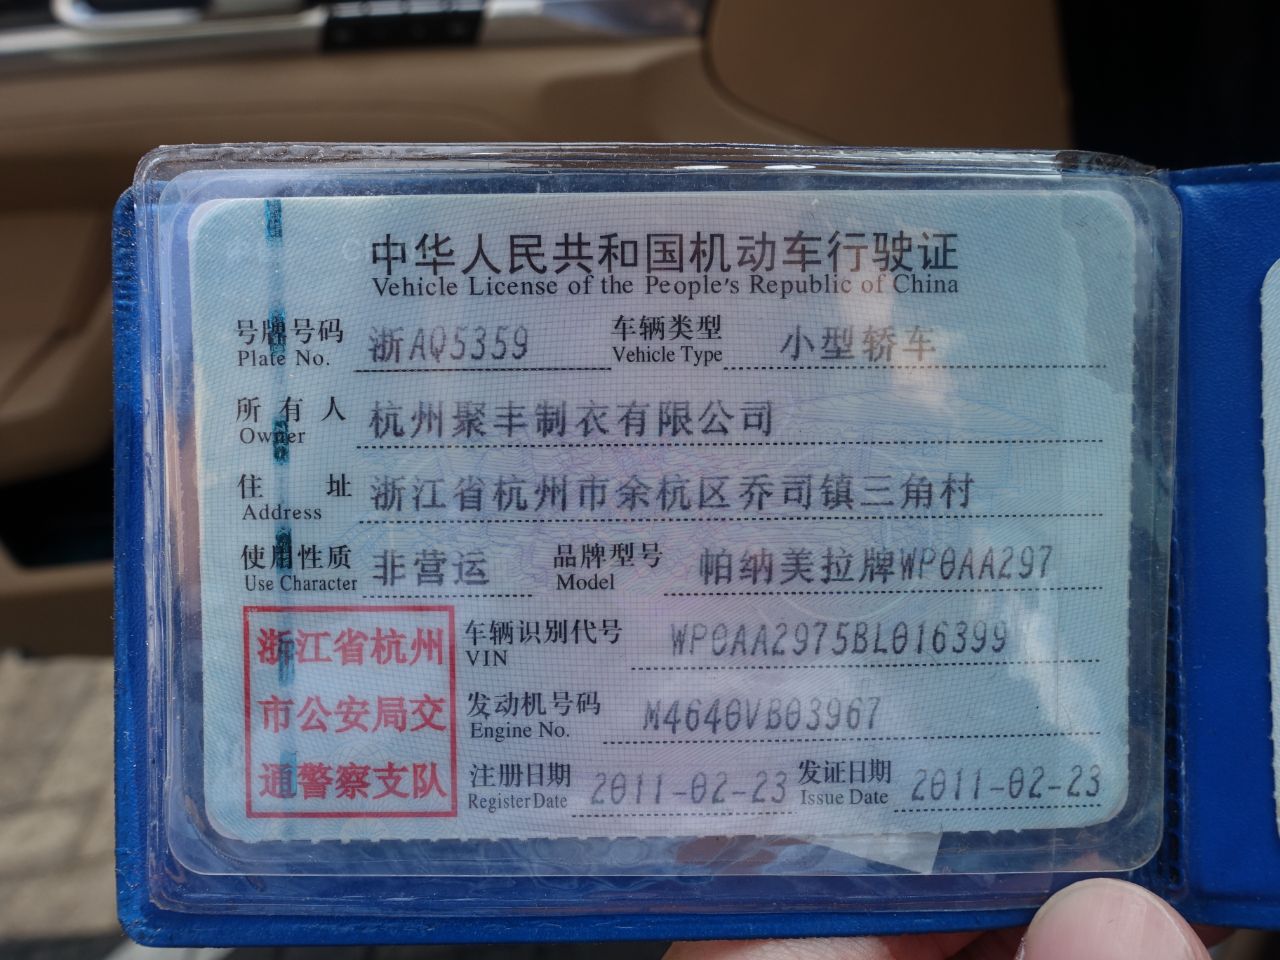 中华人民共和国机动车行驶证
Vehicle License of the People's Republic of China
号牌号码 浙AQ5359 车辆类型 小型轿车
Plate No. Vehicle Type
所有人 杭州聚丰制衣有限公司
Owner
住址 浙江省杭州市余杭区乔司镇三角村
Address
使用性质 非营运 品牌型号 帕纳美拉牌WP0AA297
Use Character Model
浙江省杭州
市公安局交
通警察支队
车辆识别代号 WP0AA2975BL016399
VIN
发动机号码 M4640VB03967
Engine No.
注册日期 2011-02-23 发证日期 2011-02-23
Register Date Issue Date